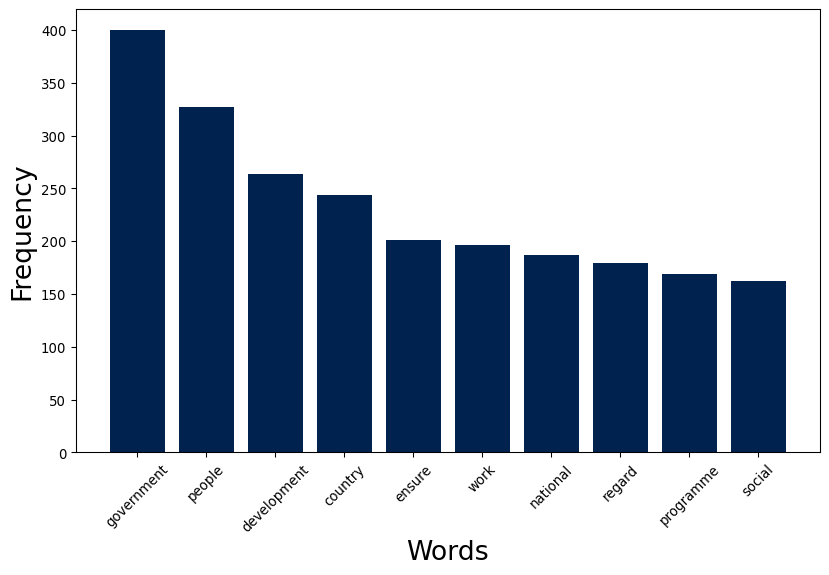 400
350
300
250
200
150
100
50
0
Frequency
government
people
development
country
ensure
work
national
regard
programme
social
Words